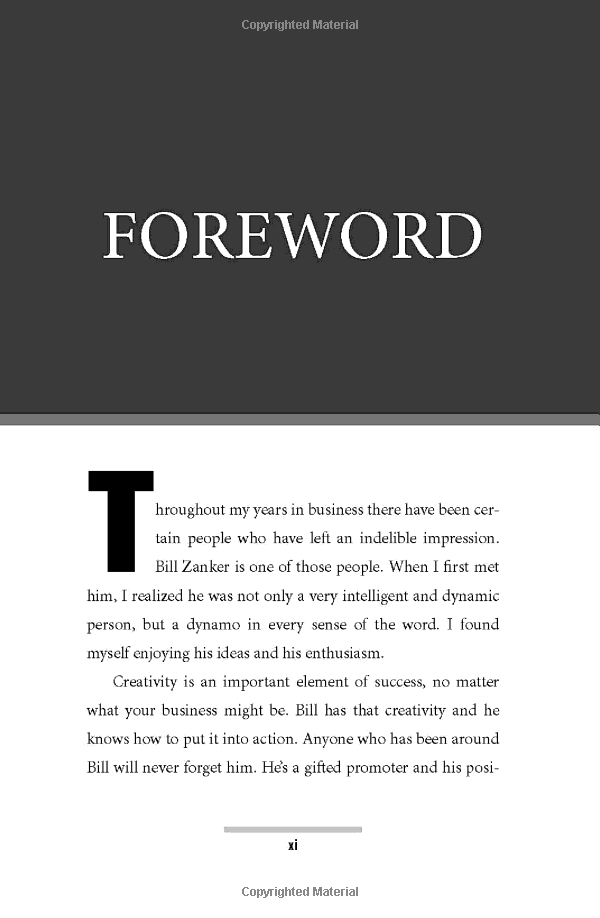 Copyrighted Material
FOREWORD
Throughout my years in business there have been cer-
tain people who have left an indelible impression.
Bill Zanker is one of those people. When I first met
him, I realized he was not only a very intelligent and dynamic
person, but a dynamo in every sense of the word. I found
myself enjoying his ideas and his enthusiasm.
Creativity is an important element of success, no matter
what your business might be. Bill has that creativity and he
knows how to put it into action. Anyone who has been around
Bill will never forget him. He's a gifted promoter and his posi-
xi
Copyrighted Material